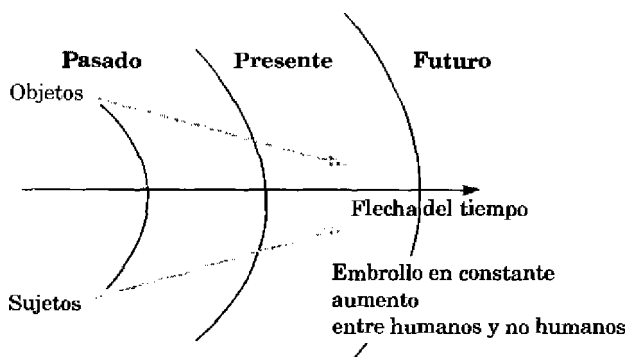 Pasado Presente Futuro
Objetos
Flecha del tiempo
Embrollo en constante
aumento
entre humanos y no humanos
Sujetos